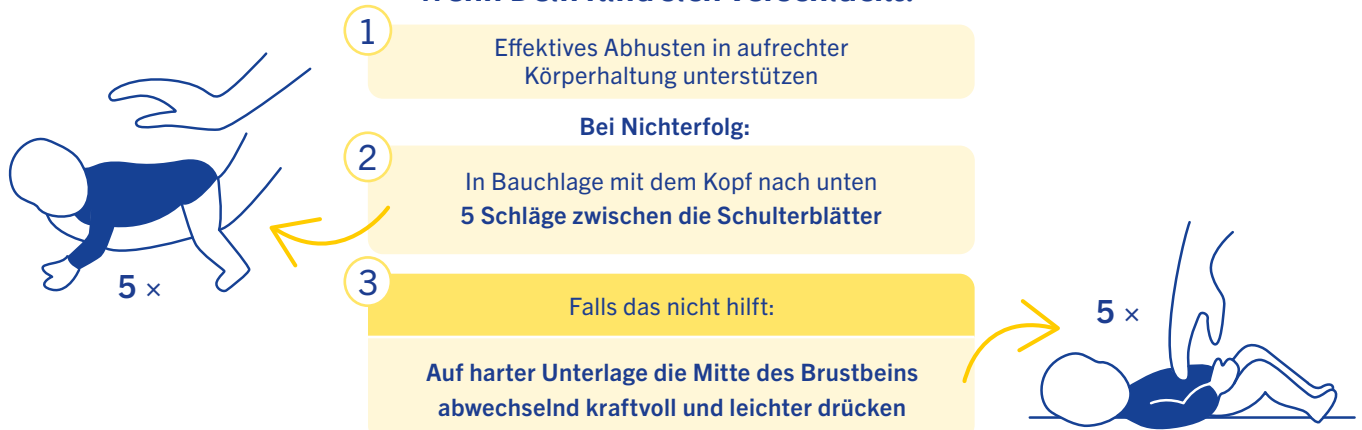 1
Effektives Abhusten in aufrechter
Körperhaltung unterstützen
Bei Nichterfolg:
2
In Bauchlage mit dem Kopf nach unten
5 Schläge zwischen die Schulterblätter
5 ×
3
Falls das nicht hilft:
5 ×
Auf harter Unterlage die Mitte des Brustbeins
abwechselnd kraftvoll und leichter drücken